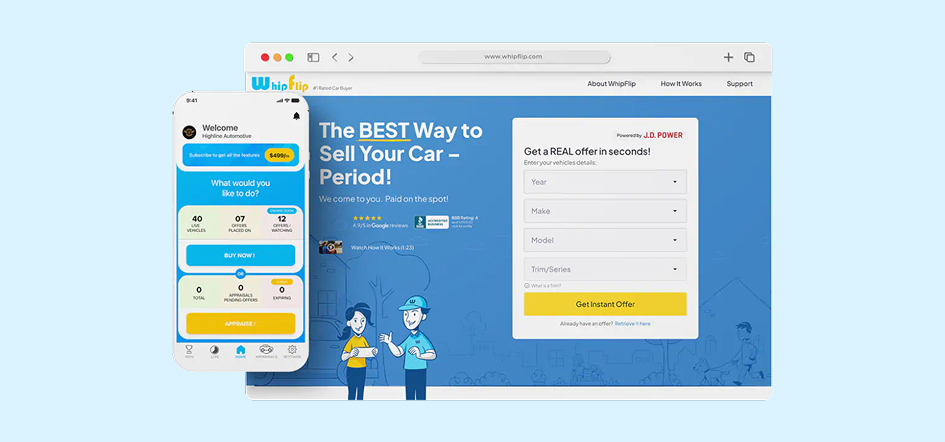 www.whipflip.com
WhipFlip
#1 Rated Car Buyer
About WhipFlip
How It Works
Support
The BEST Way to
Sell Your Car –
Period!
We come to you. Paid on the spot!
4.9/5 in Google reviews
ACCREDITED
BUSINESS
BBB Rating: A
Watch How It Works (1:23)
Powered by J.D. POWER
Get a REAL offer in seconds!
Enter your vehicles details:
Year
Make
Model
Trim/Series
What is a Trim?
Get Instant Offer
Already have an offer? Retrieve it here
9:41
Welcome
Highline Automotive
Subscribe to get all the features
$499/m
What would you
like to do?
40
LIVE
VEHICLES
07
OFFERS
PLACED ON
12
OFFERS /
WATCHING
BUY NOW !
OR
0
TOTAL
0
APPRAISALS
PENDING OFFERS
0
EXPIRING
APPRAISE !
LIVE
HOME
APPRAISALS
SETTINGS